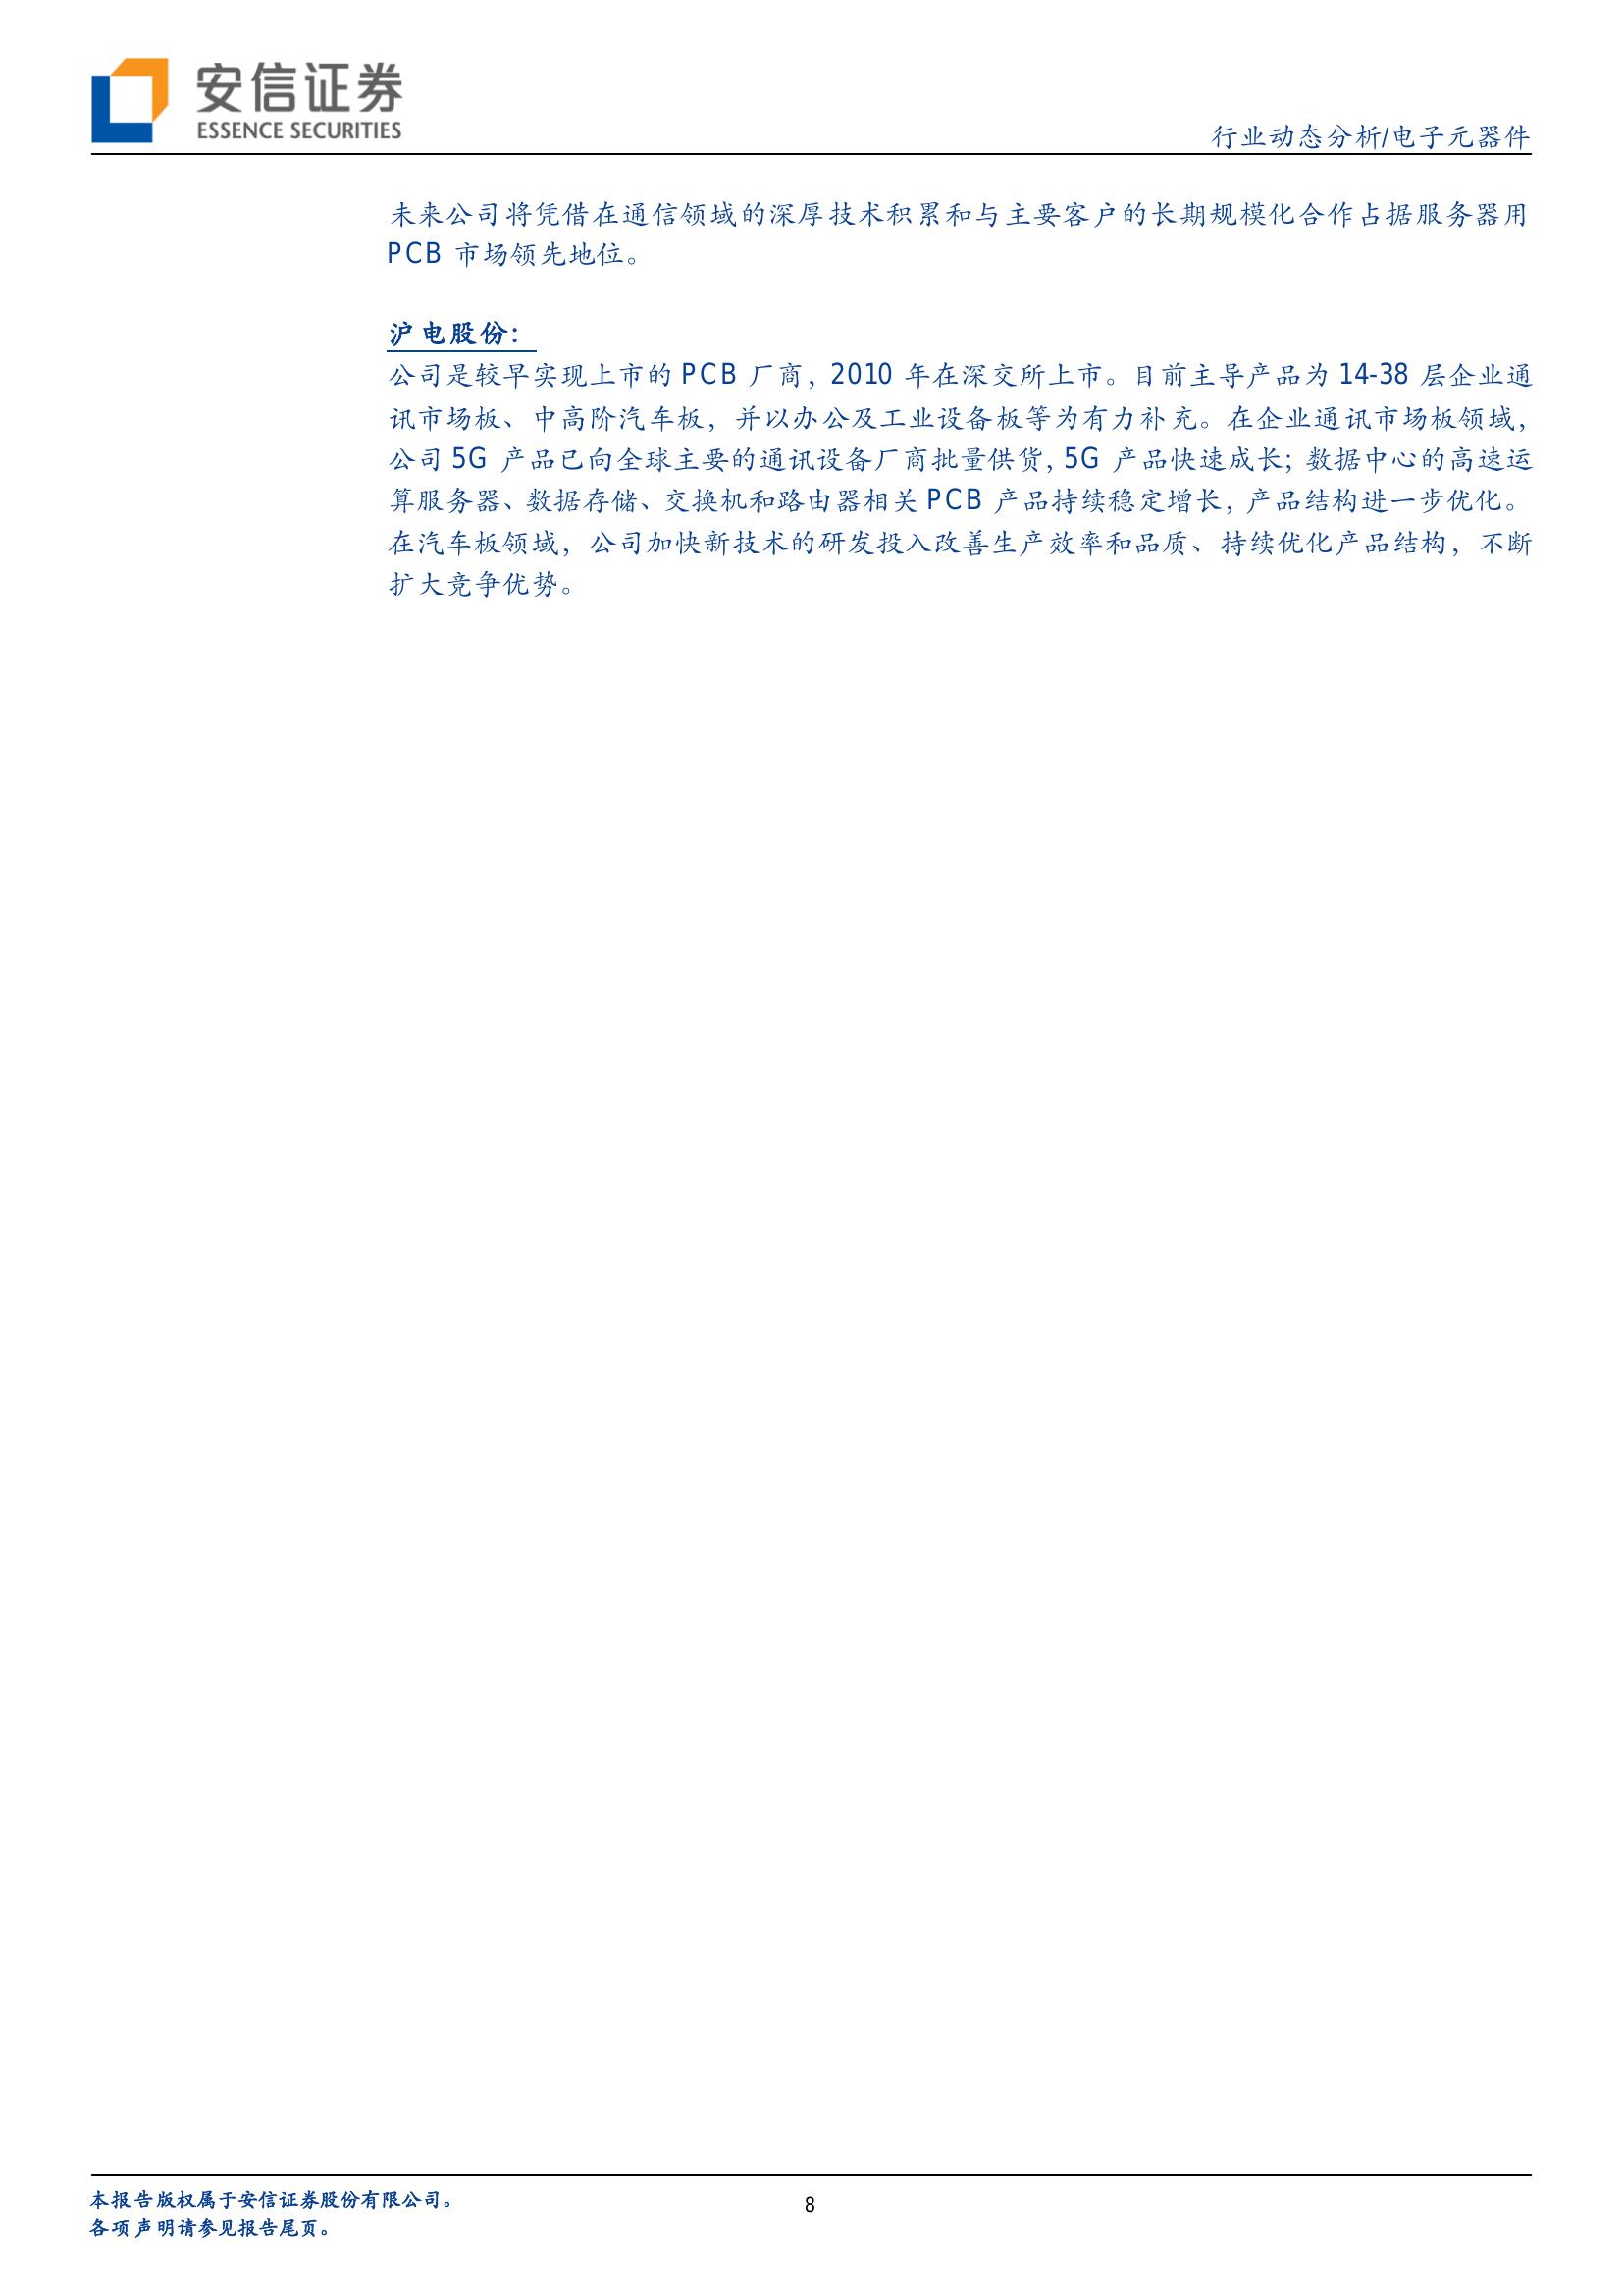 安信证券
ESSENCE SECURITIES
行业动态分析/电子元器件
未来公司将凭借在通信领域的深厚技术积累和与主要客户的长期规模化合作占据服务器用
PCB 市场领先地位。
沪电股份：
公司是较早实现上市的 PCB 厂商，2010 年在深交所上市。目前主导产品为 14-38 层企业通
讯市场板、中高阶汽车板，并以办公及工业设备板等为有力补充。在企业通讯市场板领域，
公司 5G 产品已向全球主要的通讯设备厂商批量供货，5G 产品快速成长；数据中心的高速运
算服务器、数据存储、交换机和路由器相关 PCB 产品持续稳定增长，产品结构进一步优化。
在汽车板领域，公司加快新技术的研发投入改善生产效率和品质、持续优化产品结构，不断
扩大竞争优势。
本报告版权属于安信证券股份有限公司。
各项声明请参见报告尾页。
8